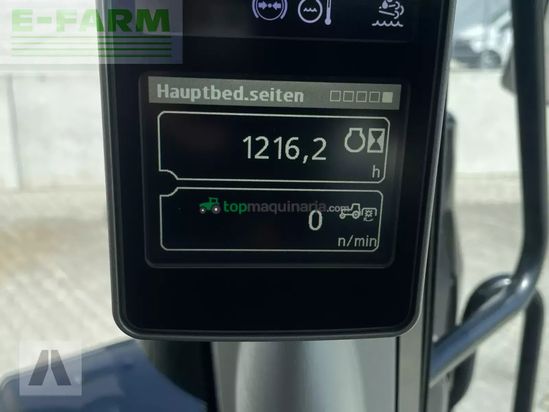 E-FARM
Hauptbed.seiten
1216,2
h
topmaquinaria.com
0
n/min